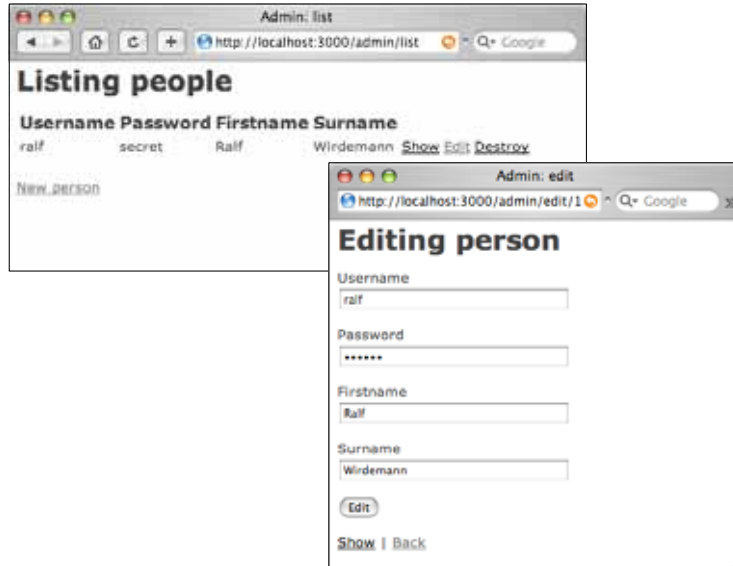 Admin: list
http://localhost:3000/admin/list Google
Listing people
Username Password Firstname Surname
ralf secret Ralf Wirdemann Show Edit Destroy
New person
Admin: edit
http://localhost:3000/admin/edit/1 Google
Editing person
Username
ralf
Password
••••••
Firstname
Ralf
Surname
Wirdemann
Edit
Show | Back